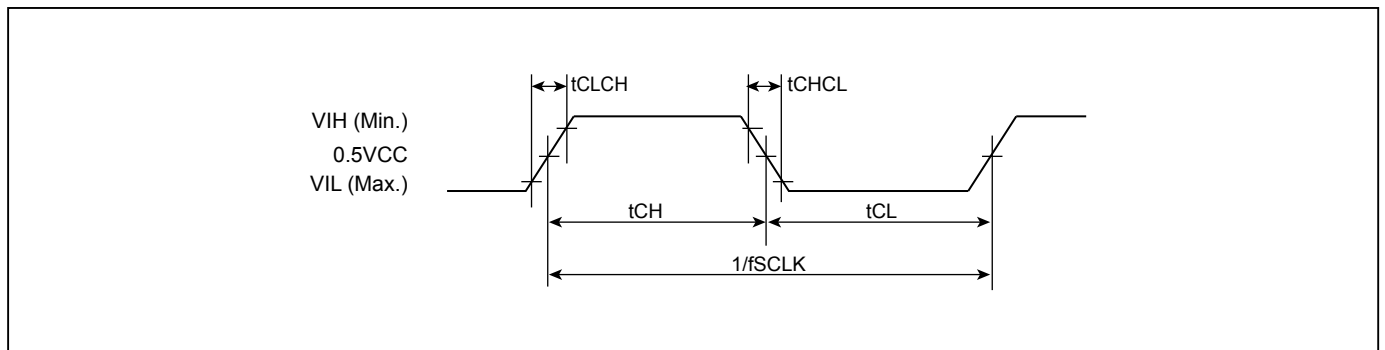 tCLCH
tCHCL
VIH (Min.)
0.5VCC
VIL (Max.)
tCH
tCL
1/fSCLK